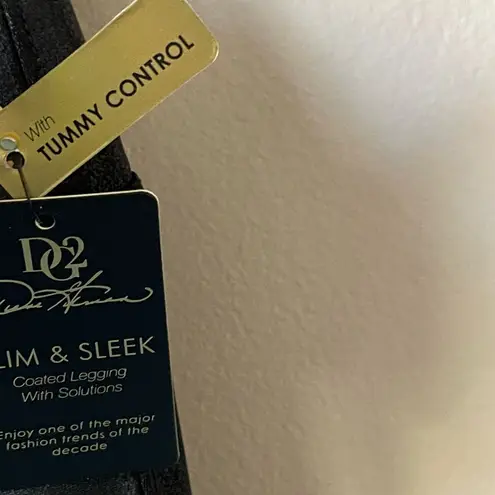 With
TUMMY CONTROL
DG2
LIM & SLEEK
Coated Legging
With Solutions
Enjoy one of the major
fashion trends of the
decade